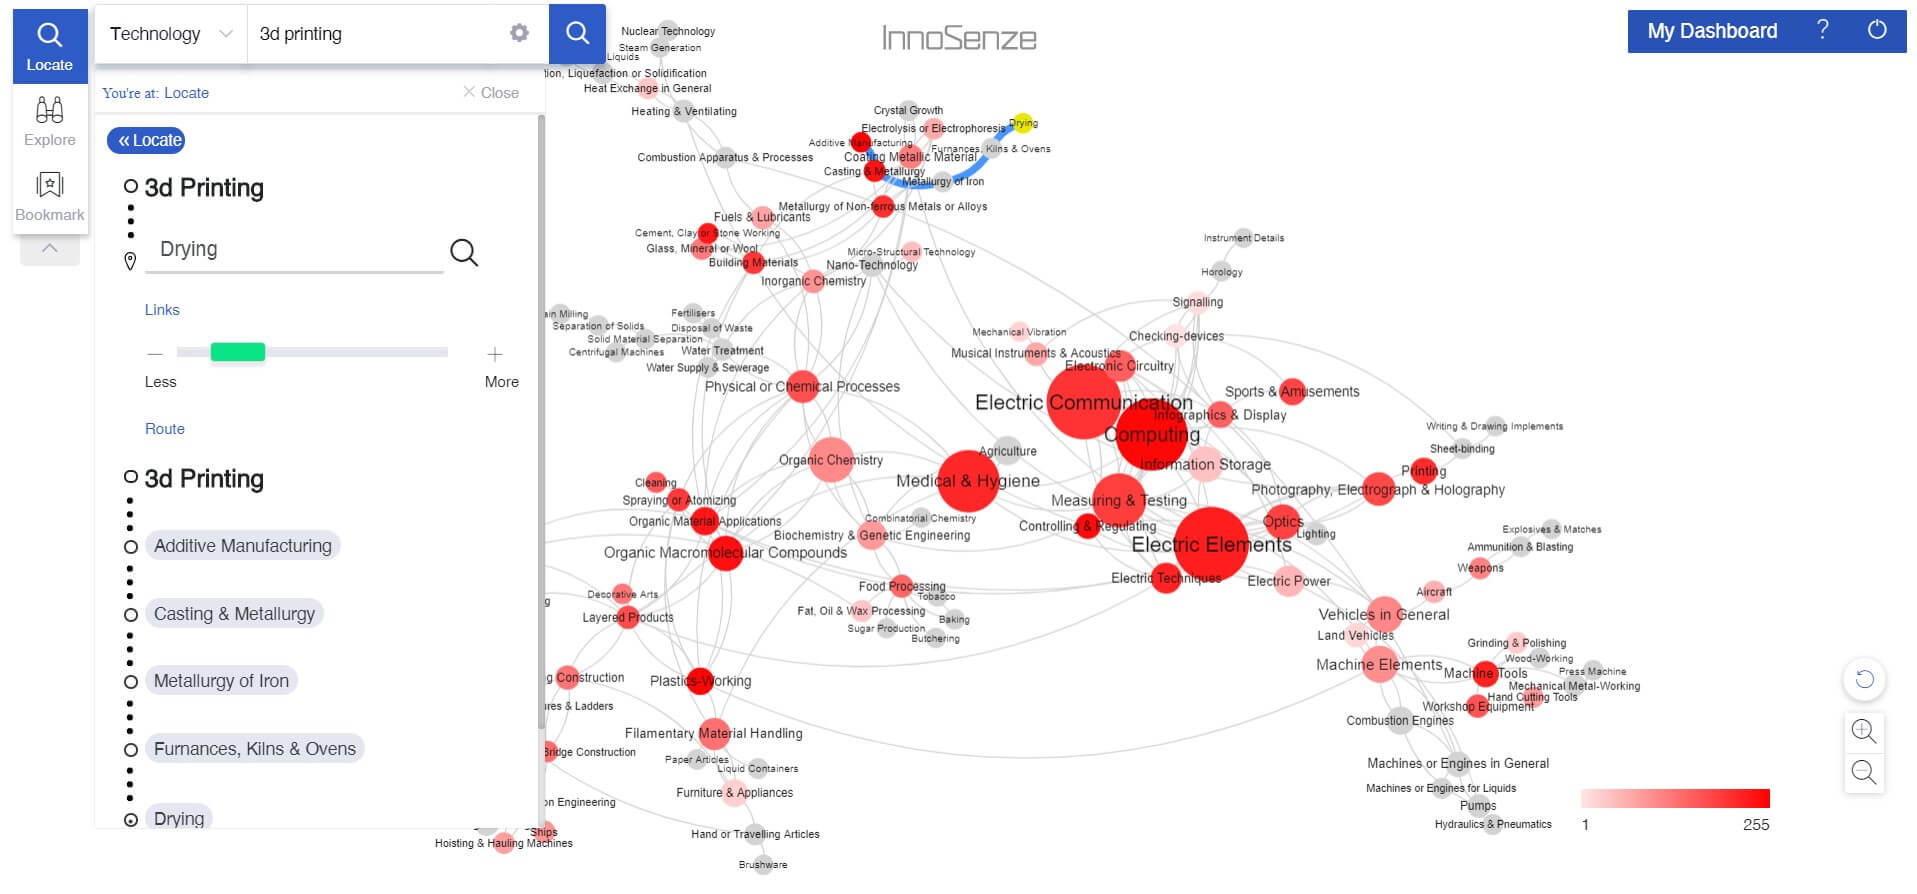 Locate
Explore
Bookmark
Technology
3d printing
InnoSenze
My Dashboard
?
You're at: Locate
Close
« Locate
3d Printing
Drying
Links
Less
More
Route
3d Printing
Additive Manufacturing
Casting & Metallurgy
Metallurgy of Iron
Furnances, Kilns & Ovens
Drying
Nuclear Technology
Steam Generation
Liquids
ion, Liquefaction or Solidification
Heat Exchange in General
Heating & Ventilating
Combustion Apparatus & Processes
Crystal Growth
Electrolysis or Electrophoresis
Drying
Additive Manufacturing
Furnances, Kilns & Ovens
Coating Metallic Material
Casting & Metallurgy
Metallurgy of Iron
Metallurgy of Non-ferrous Metals or Alloys
Fuels & Lubricants
Cement, Clay or Stone Working
Glass, Mineral or Wool
Building Materials
Micro-Structural Technology
Nano-Technology
Inorganic Chemistry
Instrument Details
Horology
Signalling
Checking-devices
ain Milling
Fertilisers
Separation of Solids
Disposal of Waste
Solid Material Separation
Centrifugal Machines
Water Treatment
Water Supply & Sewerage
Physical or Chemical Processes
Mechanical Vibration
Musical Instruments & Acoustics
Electronic Circuitry
Electric Communication
Sports & Amusements
Infographics & Display
Computing
Writing & Drawing Implements
Sheet-binding
Agriculture
Organic Chemistry
Information Storage
Printing
Medical & Hygiene
Cleaning
Photography, Electrograph & Holography
Spraying or Atomizing
Measuring & Testing
Organic Material Applications
Combinatorial Chemistry
Controlling & Regulating
Optics
Lighting
Explosives & Matches
Biochemistry & Genetic Engineering
Electric Elements
Ammunition & Blasting
Organic Macromolecular Compounds
Weapons
Electric Techniques
Electric Power
Food Processing
Decorative Arts
Aircraft
Tobacco
ng
Layered Products
Fat, Oil & Wax Processing
Baking
Vehicles in General
Sugar Production
Butchering
Land Vehicles
Grinding & Polishing
Wood-Working
Machine Elements
Machine Tools
Press Machine
g Construction
Plastics-Working
Mechanical Metal-Working
Hand Cutting Tools
Workshop Equipment
ures & Ladders
Combustion Engines
Filamentary Material Handling
Bridge Construction
Paper Articles
Liquid Containers
Machines or Engines in General
Furniture & Appliances
Machines or Engines for Liquids
on Engineering
Pumps
Ships
Hand or Travelling Articles
Hydraulics & Pneumatics
Hoisting & Hauling Machines
Brushware
1
255